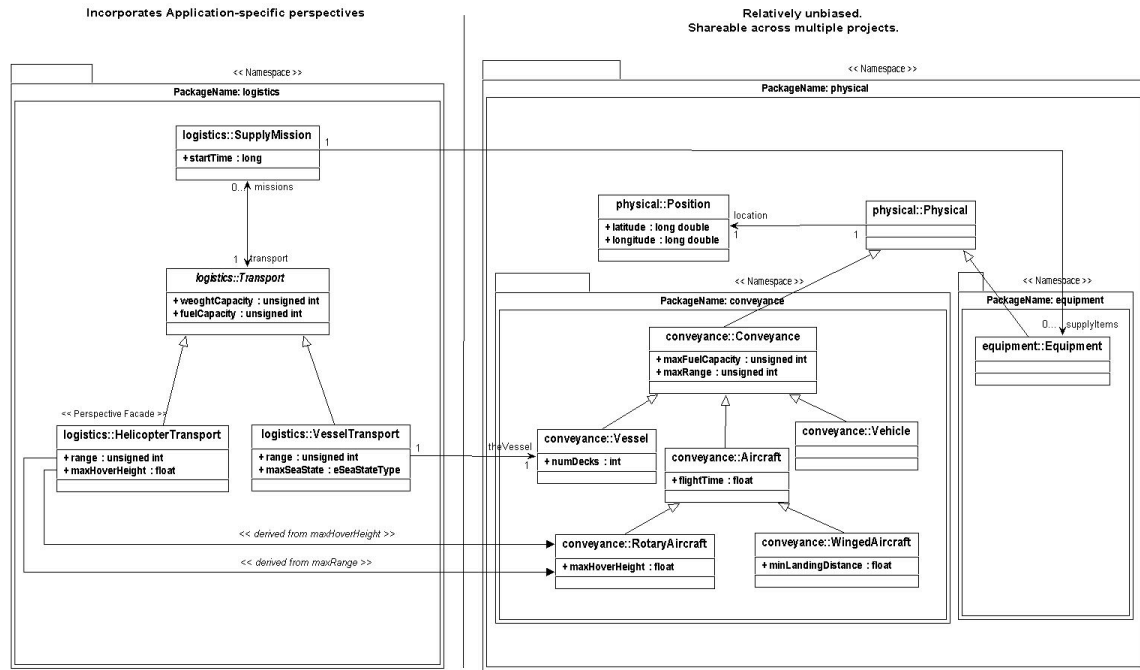 Incorporates Application-specific perspectives
Relatively unbiased.
Shareable across multiple projects.
<< Namespace >>
PackageName: logistics
logistics::SupplyMission
+ startTime : long
1
0... missions
1 transport
logistics::Transport
+ weoghtCapacity : unsigned int
+ fuelCapacity : unsigned int
<< Perspective Facade >>
logistics::HelicopterTransport
+ range : unsigned int
+ maxHoverHeight : float
logistics::VesselTransport
+ range : unsigned int
+ maxSeaState : eSeaStateType
1
theVessel
1
<< derived from maxHoverHeight >>
<< derived from maxRange >>
<< Namespace >>
PackageName: physical
physical::Position
+ latitude : long double
+ longitude : long double
location
1
1
physical::Physical
<< Namespace >>
PackageName: conveyance
conveyance::Conveyance
+ maxFuelCapacity : unsigned int
+ maxRange : unsigned int
conveyance::Vessel
+ numDecks : int
conveyance::Aircraft
+ flightTime : float
conveyance::Vehicle
conveyance::RotaryAircraft
+ maxHoverHeight : float
conveyance::WingedAircraft
+ minLandingDistance : float
<< Namespace >>
PackageName: equipment
0... supplyItems
equipment::Equipment